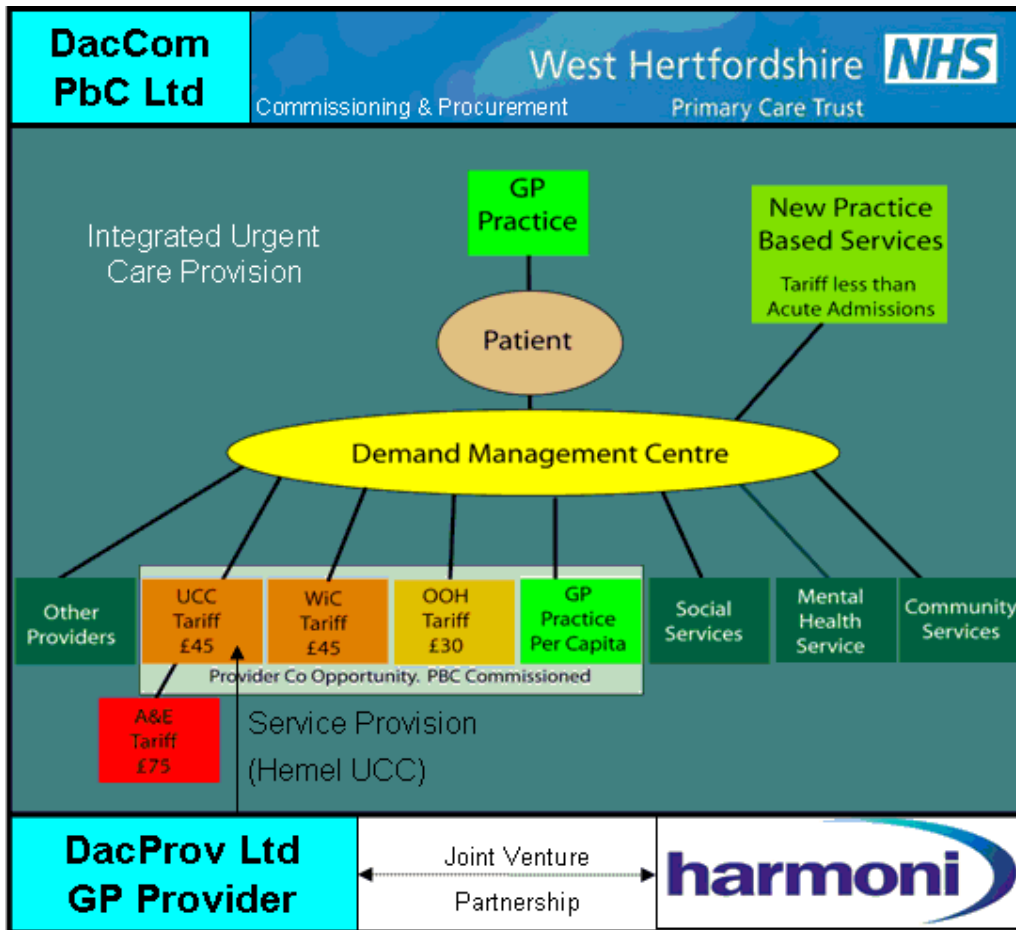 DacCom
PbC Ltd
Commissioning & Procurement
West Hertfordshire NHS
Primary Care Trust
Integrated Urgent
Care Provision
GP
Practice
New Practice
Based Services
Tariff less than
Acute Admissions
Patient
Demand Management Centre
Other
Providers
UCC
Tariff
£45
WiC
Tariff
£45
OOH
Tariff
£30
GP
Practice
Per Capita
Social
Services
Mental
Health
Service
Community
Services
Provider Co Opportunity. PBC Commissioned
A&E
Tariff
£75
Service Provision
(Hemel UCC)
DacProv Ltd
GP Provider
Joint Venture
Partnership
harmoni